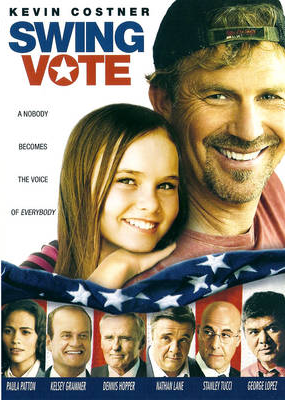 KEVIN COSTNER
SWING
VOTE
A NOBODY
BECOMES
THE VOICE
OF EVERYBODY
PAULA PATTON KELSEY GRAMMER DENNIS HOPPER NATHAN LANE STANLEY TUCCI GEORGE LOPEZ